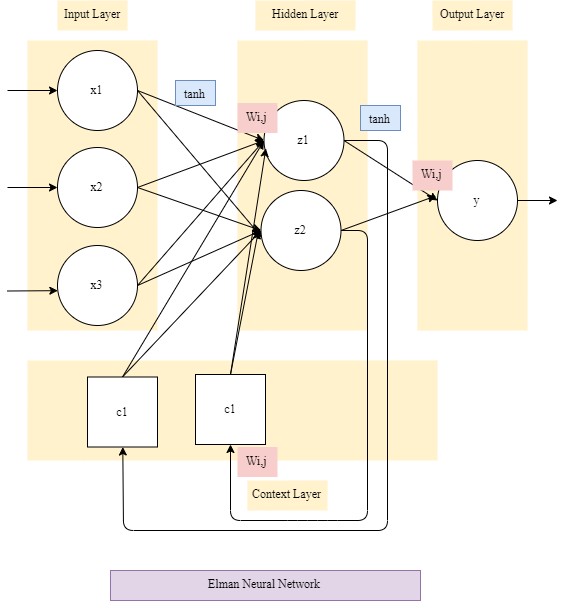 Input Layer
Hidden Layer
Output Layer
x1
tanh
Wi,j
z1
tanh
x2
Wi,j
y
z2
x3
c1
c1
Wi,j
Context Layer
Elman Neural Network